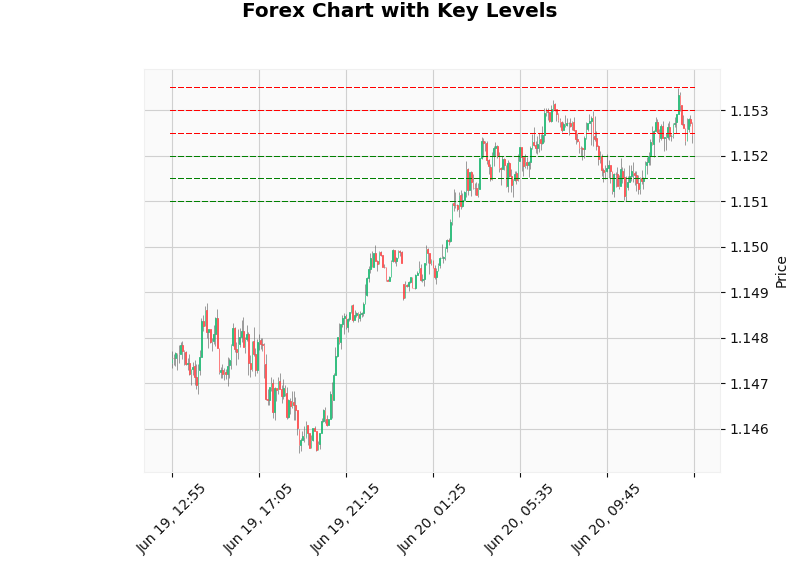 Forex Chart with Key Levels
1.153
1.152
1.151
1.150
1.149
1.148
1.147
1.146
Price
Jun 19, 12:55
Jun 19, 17:05
Jun 19, 21:15
Jun 20, 01:25
Jun 20, 05:35
Jun 20, 09:45